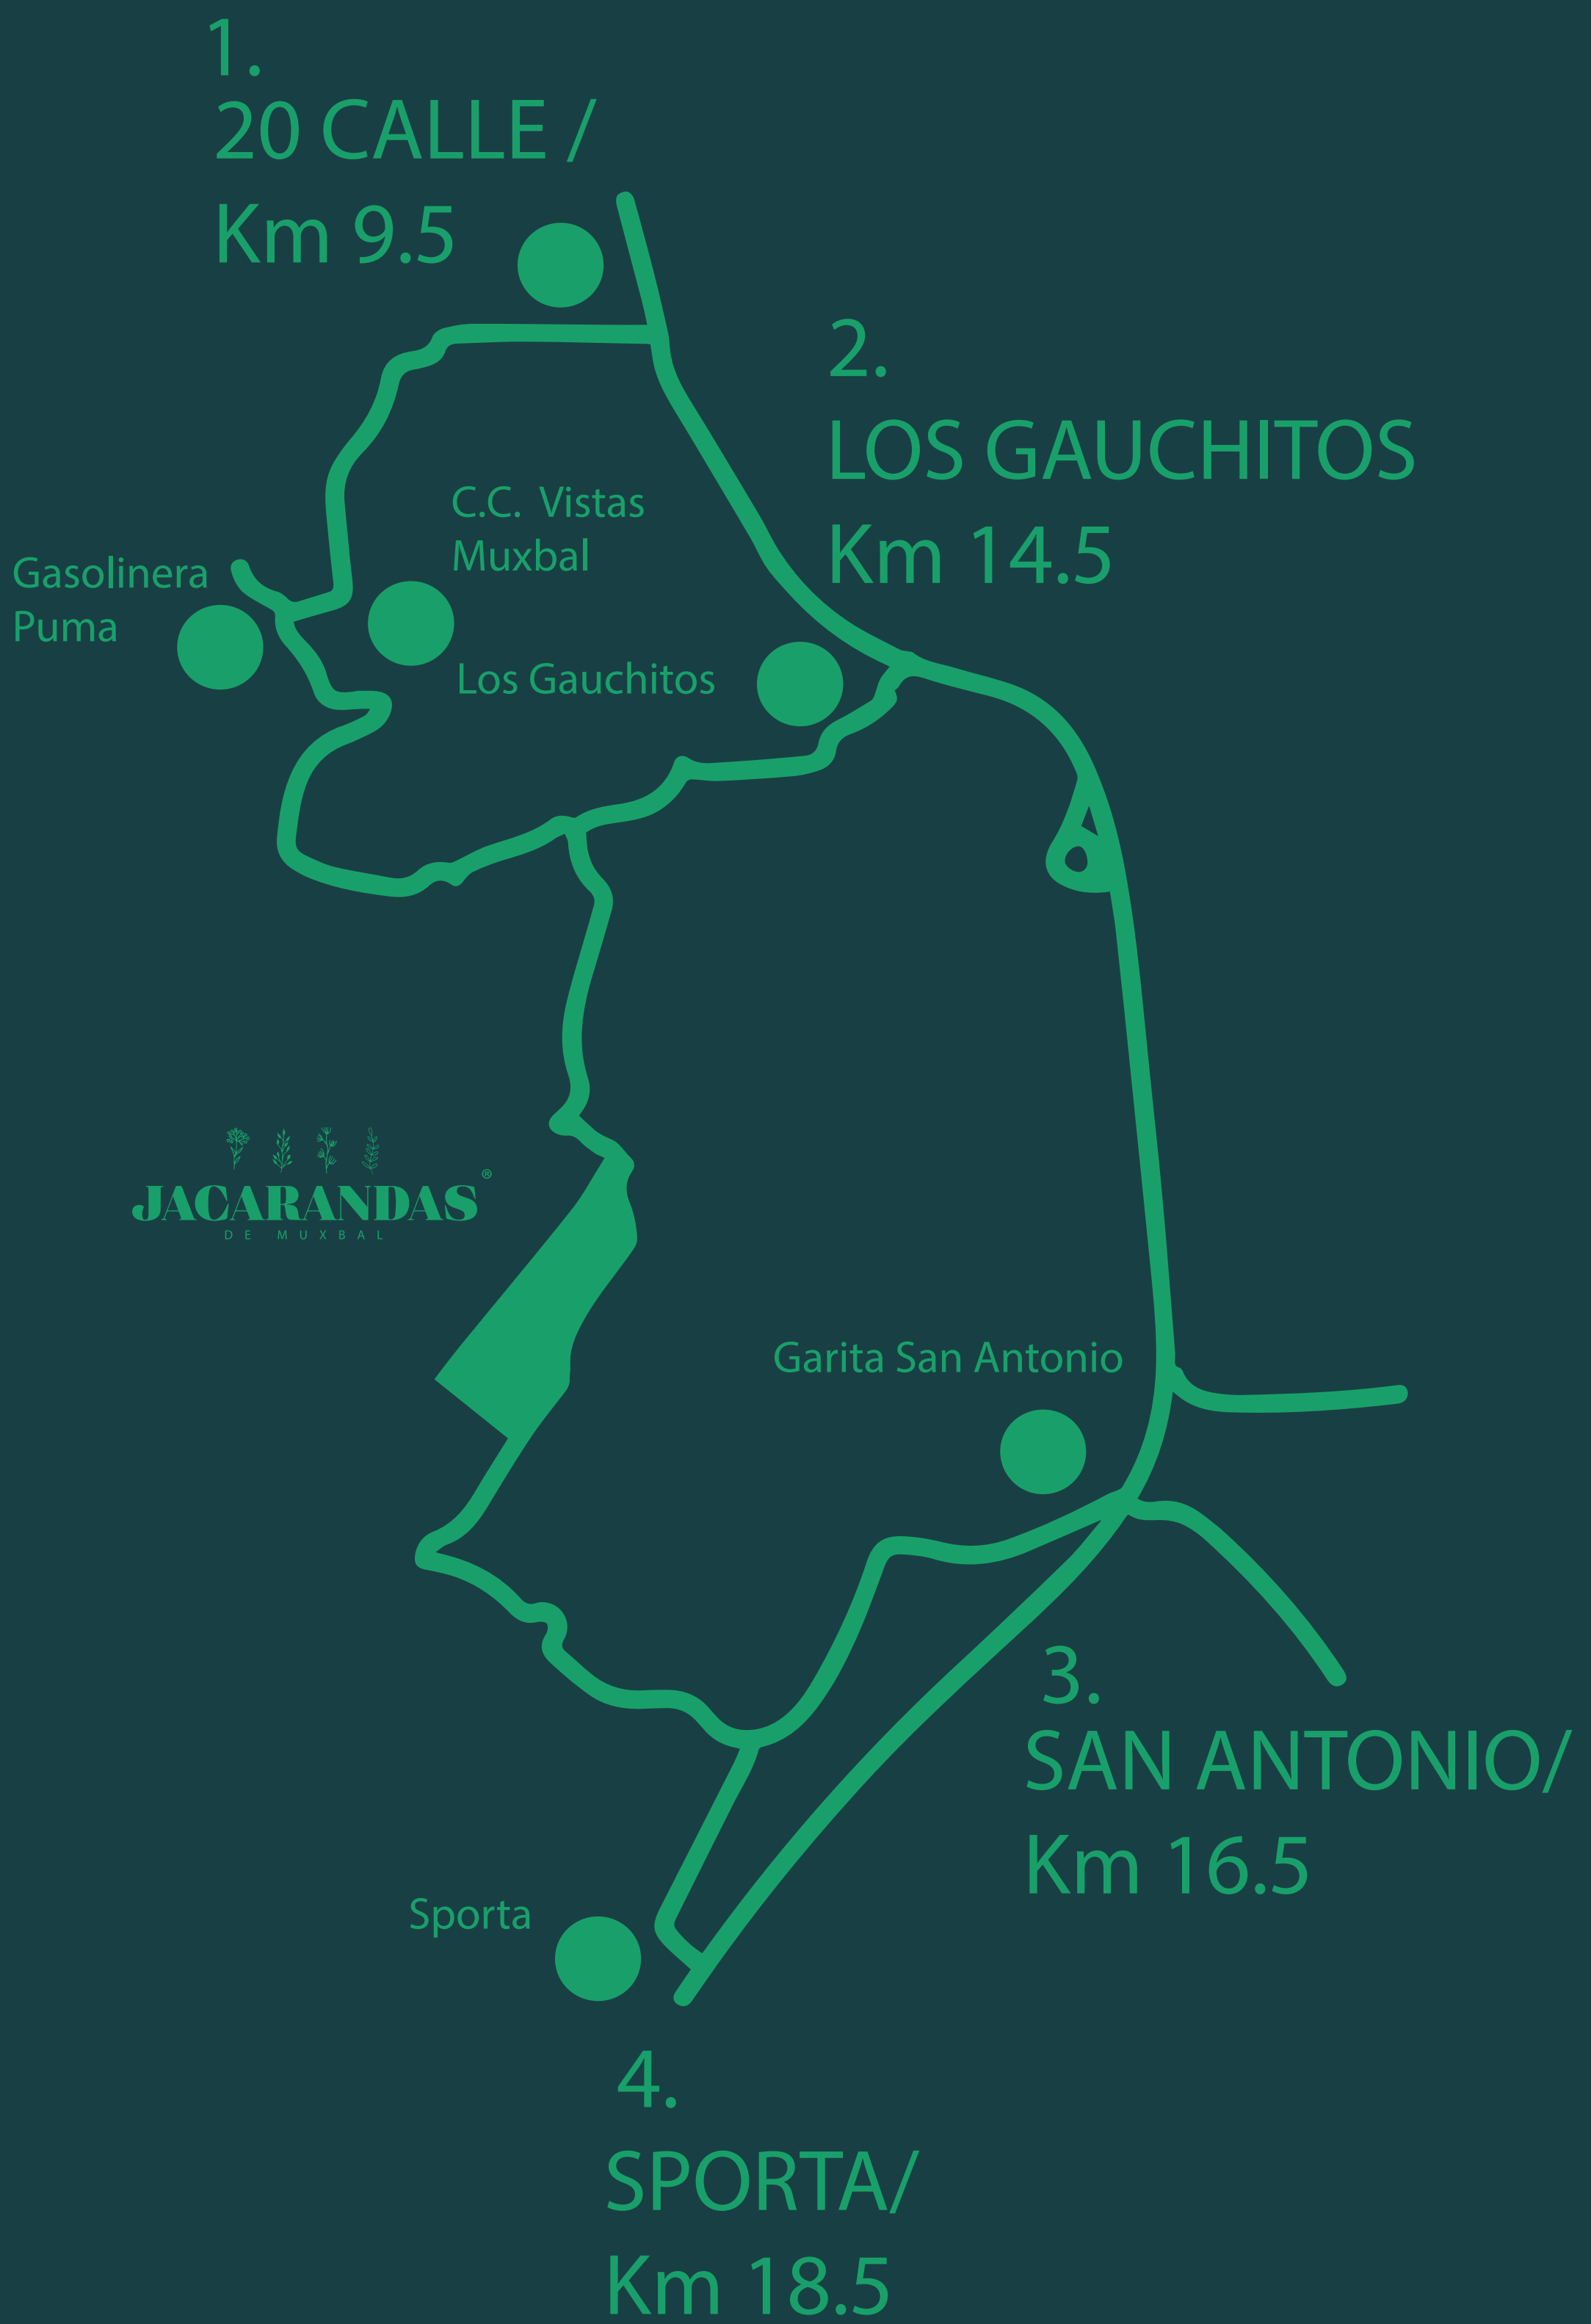 1.
20 CALLE /
Km 9.5
2.
LOS GAUCHITOS
Km 14.5
C.C. Vistas
Muxbal
Gasolinera
Puma
Los Gauchitos
JACARANDAS®
DE MUXBAL
Garita San Antonio
3.
SAN ANTONIO/
Km 16.5
Sporta
4.
SPORTA/
Km 18.5